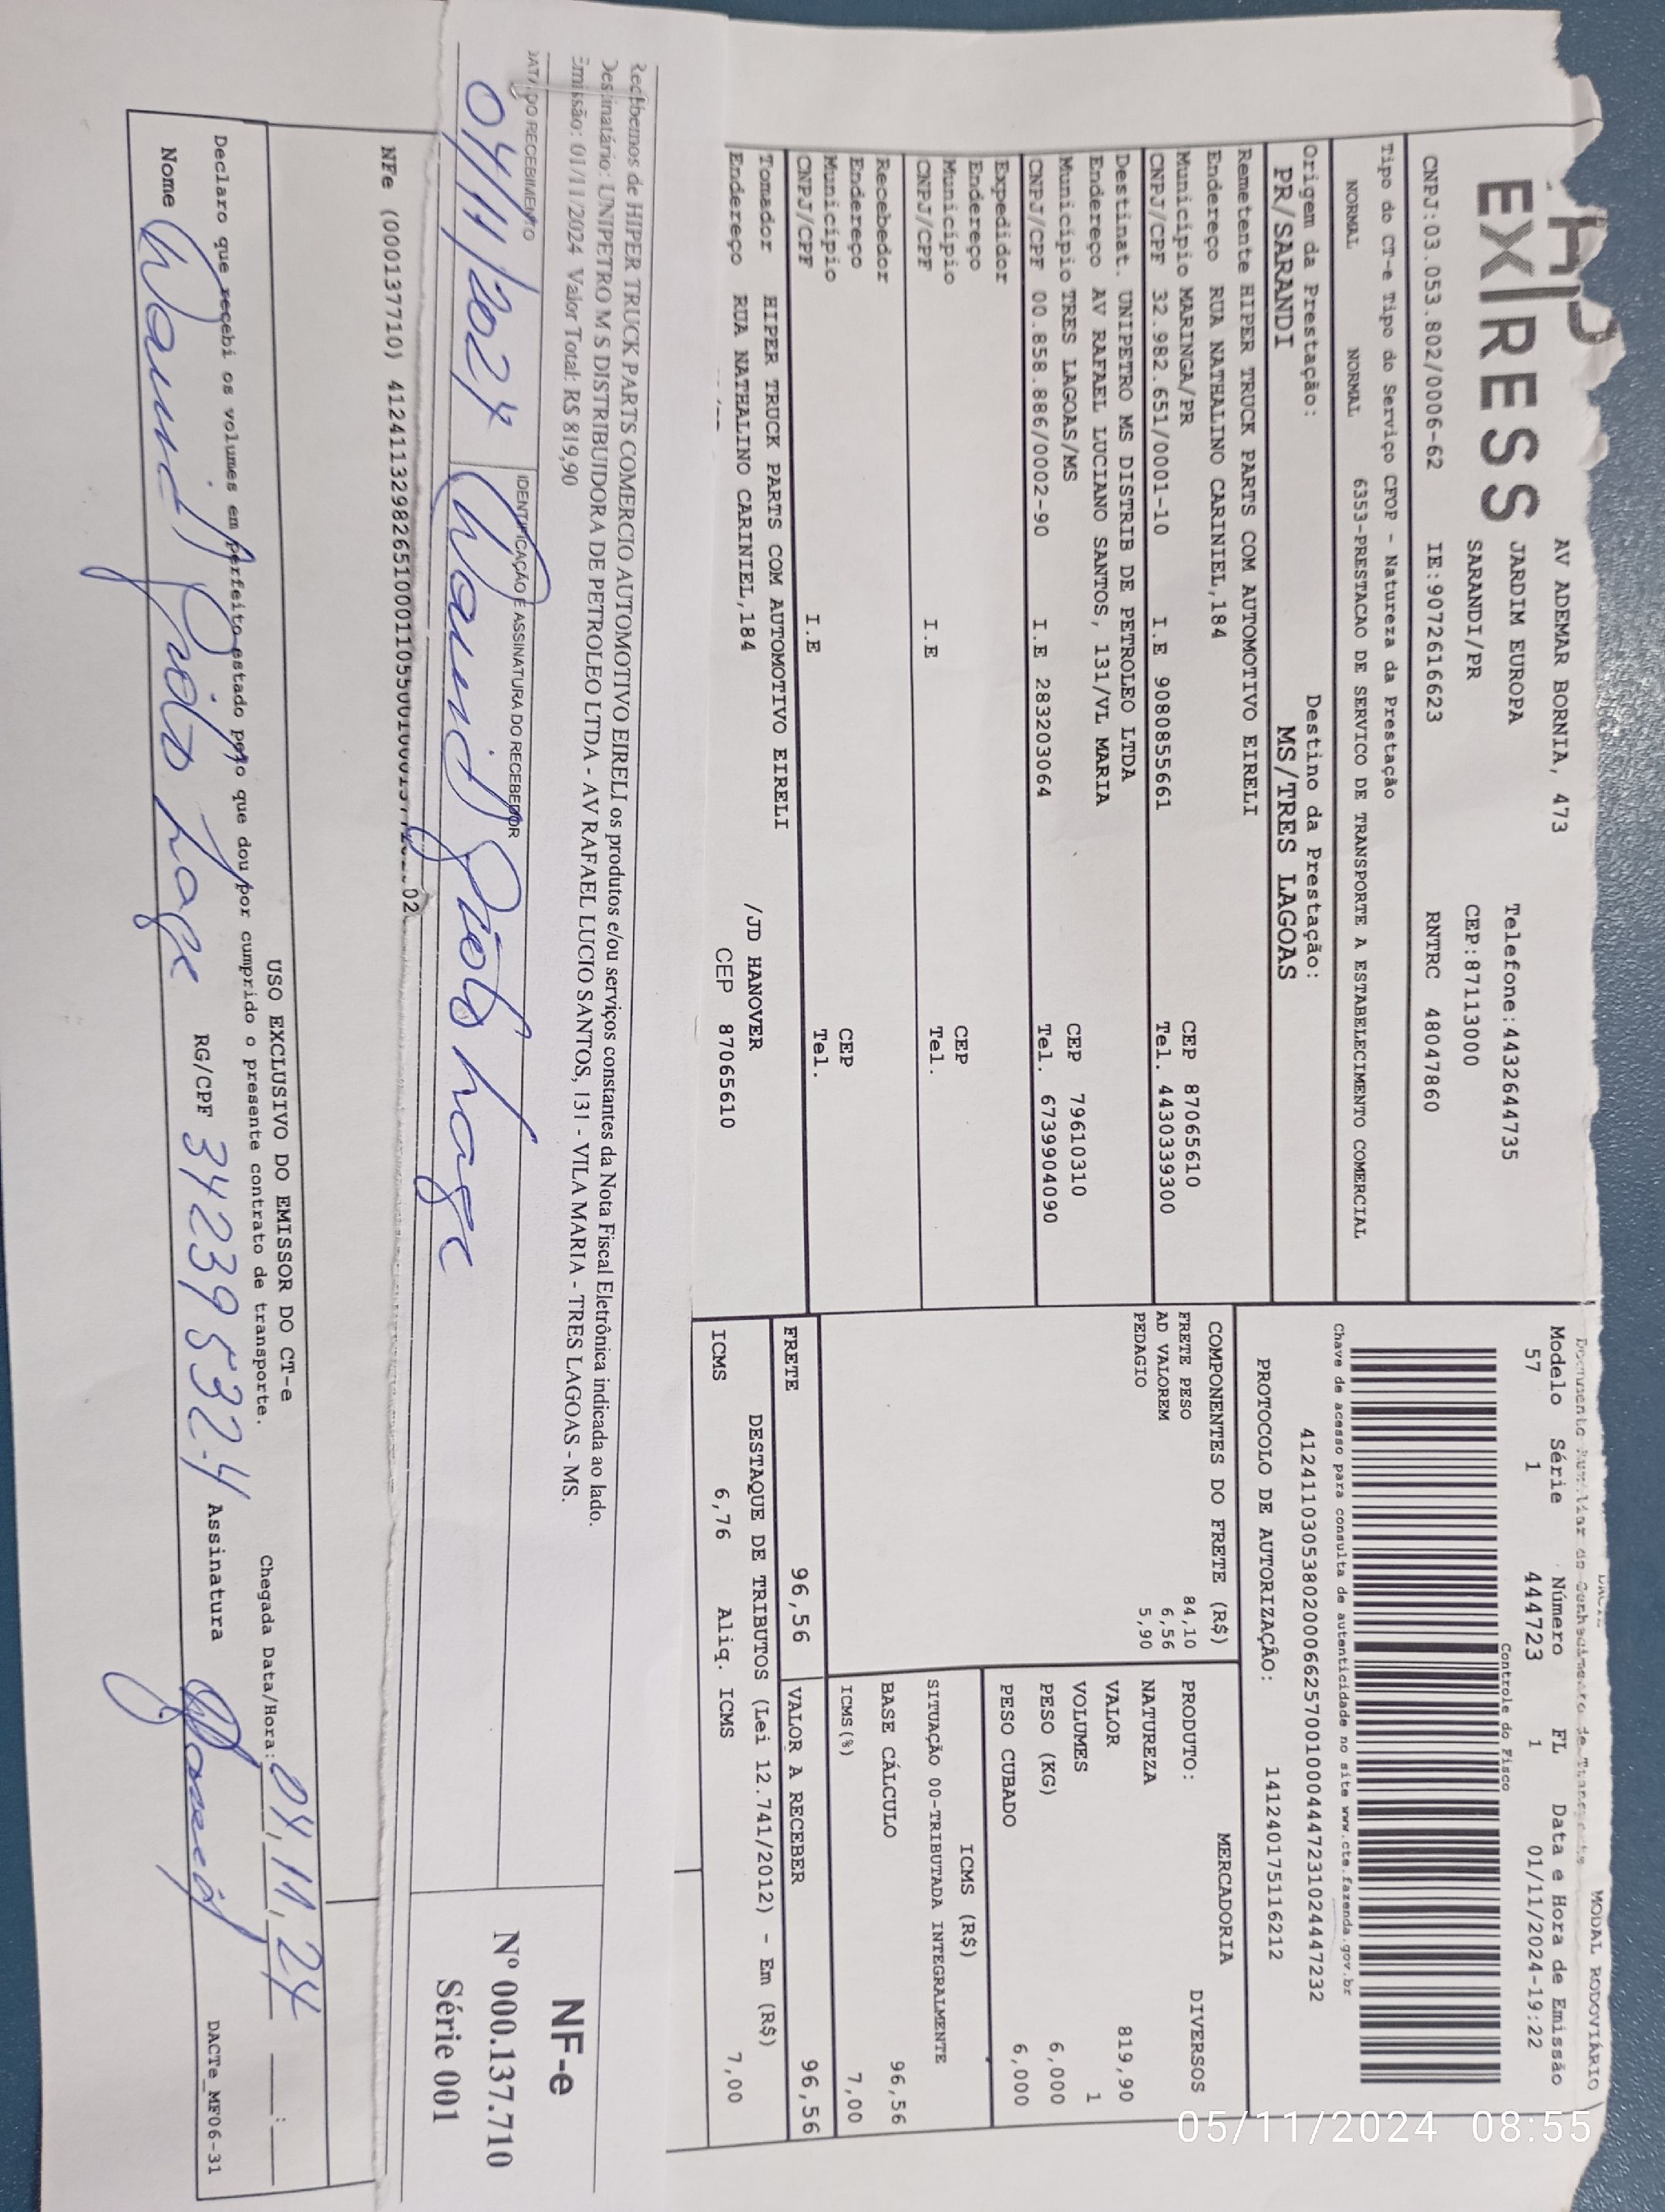 EXPRESS
AV ADEMAR BORNIA, 473
JARDIM EUROPA
Telefone:4432644735
SARANDI/PR
CEP:87113000
CNPJ:03.053.802/0006-62 IE:9072616623 RNTRC 48047860
MODAL RODOVIÁRIO
Modelo Série Número FL Data e Hora de Emissão
57 1 444723 1 01/11/2024-19:22
Controle do Fisco
Chave de acesso para consulta de autenticidade no site www.cte.fazenda.gov.br
41241103053802000662570010004447231024447232
PROTOCOLO DE AUTORIZAÇÃO: 141240175116212
Tipo do CT-e Tipo do Serviço CFOP - Natureza da Prestação
NORMAL NORMAL 6353-PRESTACAO DE SERVICO DE TRANSPORTE A ESTABELECIMENTO COMERCIAL
Origem da Prestação: Destino da Prestação:
PR/SARANDI MS/TRES LAGOAS
Remetente HIPER TRUCK PARTS COM AUTOMOTIVO EIRELI
Endereço RUA NATHALINO CARINIEL,184
Município MARINGA/PR CEP 87065610
CNPJ/CPF 32.982.651/0001-10 I.E 9080855661 Tel. 443039300
Destinat. UNIPETRO MS DISTRIB DE PETROLEO LTDA
Endereço AV RAFAEL LUCIANO SANTOS, 131/VL MARIA
Município TRES LAGOAS/MS CEP 79610310
CNPJ/CPF 00.858.886/0002-90 I.E 283203064 Tel. 6739904090
Expedidor
Endereço
Município CEP
CNPJ/CPF I.E Tel.
Recebedor
Endereço
Município CEP
CNPJ/CPF I.E Tel.
Tomador HIPER TRUCK PARTS COM AUTOMOTIVO EIRELI
Endereço RUA NATHALINO CARINIEL,184 /JD HANOVER
CEP 87065610
COMPONENTES DO FRETE (R$)
FRETE PESO 84,10
AD VALOREM 6,56
PEDAGIO 5,90
MERCADORIA
PRODUTO: DIVERSOS
NATUREZA
VALOR 819,90
VOLUMES 1
PESO (KG) 6,000
PESO CUBADO 6,000
ICMS (R$)
SITUAÇÃO 00-TRIBUTADA INTEGRALMENTE
BASE CÁLCULO 96,56
ICMS(%) 7,00
FRETE 96,56 VALOR A RECEBER 96,56
DESTAQUE DE TRIBUTOS (Lei 12.741/2012) - Em (R$)
ICMS 6,76 Aliq. ICMS 7,00
Recebemos de HIPER TRUCK PARTS COMERCIO AUTOMOTIVO EIRELI os produtos e/ou serviços constantes da Nota Fiscal Eletrônica indicada ao lado.
Destinatário: UNIPETRO M S DISTRIBUIDORA DE PETROLEO LTDA - AV RAFAEL LUCIO SANTOS, 131 - VILA MARIA - TRES LAGOAS - MS.
Emissão: 01/11/2024 Valor Total: R$ 819,90
DATA DO RECEBIMENTO IDENTIFICAÇÃO E ASSINATURA DO RECEBEDOR
04/11/2024
NF-e
Nº 000.137.710
Série 001
NFe (000137710)
USO EXCLUSIVO DO EMISSOR DO CT-e
Declaro que recebi os volumes em perfeito estado pelo que dou por cumprido o presente contrato de transporte.
Chegada Data/Hora: 04/11/24
Nome RG/CPF 34239532-4 Assinatura
DACTe_MF06-31
05/11/2024 08:55